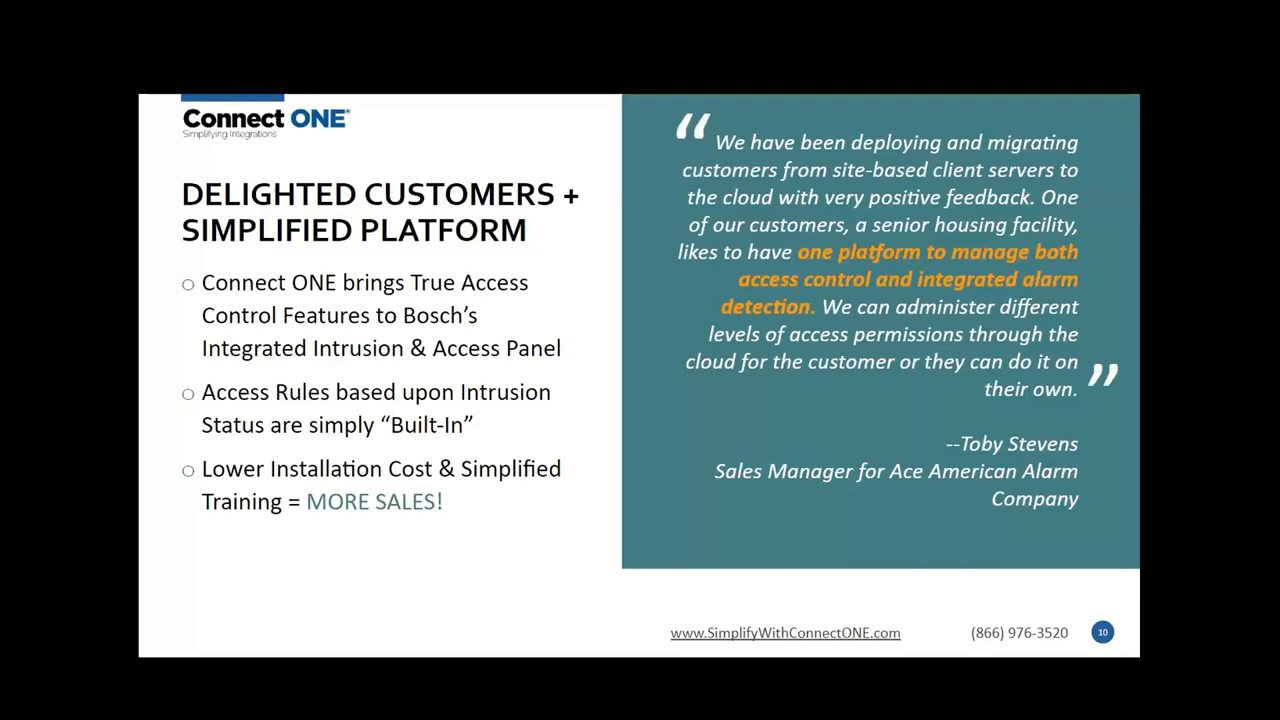 Connect ONE®
Simplifying Integrations
DELIGHTED CUSTOMERS +
SIMPLIFIED PLATFORM
Connect ONE brings True Access
Control Features to Bosch’s
Integrated Intrusion & Access Panel
Access Rules based upon Intrusion
Status are simply “Built-In”
Lower Installation Cost & Simplified
Training = MORE SALES!
“ We have been deploying and migrating
customers from site-based client servers to
the cloud with very positive feedback. One
of our customers, a senior housing facility,
likes to have one platform to manage both
access control and integrated alarm
detection. We can administer different
levels of access permissions through the
cloud for the customer or they can do it on
their own. ”
--Toby Stevens
Sales Manager for Ace American Alarm
Company
www.SimplifyWithConnectONE.com
(866) 976-3520
10